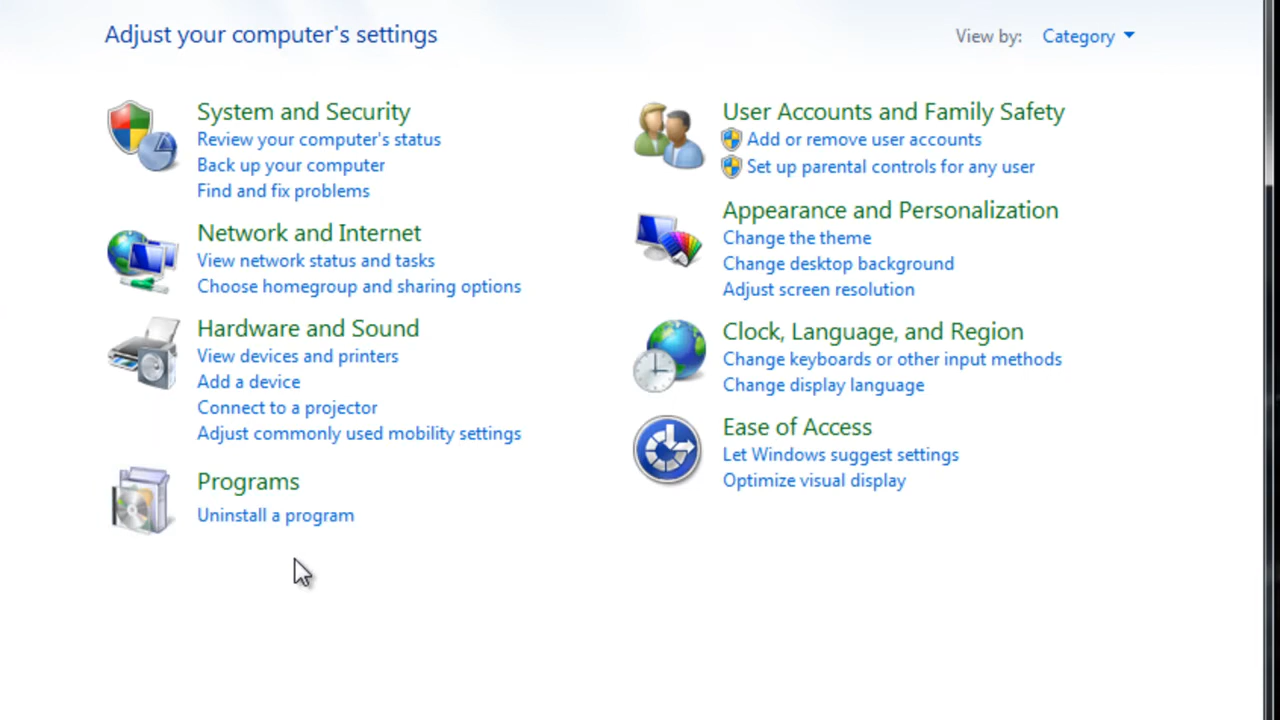 Adjust your computer's settings
View by: Category
System and Security
Review your computer's status
Back up your computer
Find and fix problems
Network and Internet
View network status and tasks
Choose homegroup and sharing options
Hardware and Sound
View devices and printers
Add a device
Connect to a projector
Adjust commonly used mobility settings
Programs
Uninstall a program
User Accounts and Family Safety
Add or remove user accounts
Set up parental controls for any user
Appearance and Personalization
Change the theme
Change desktop background
Adjust screen resolution
Clock, Language, and Region
Change keyboards or other input methods
Change display language
Ease of Access
Let Windows suggest settings
Optimize visual display